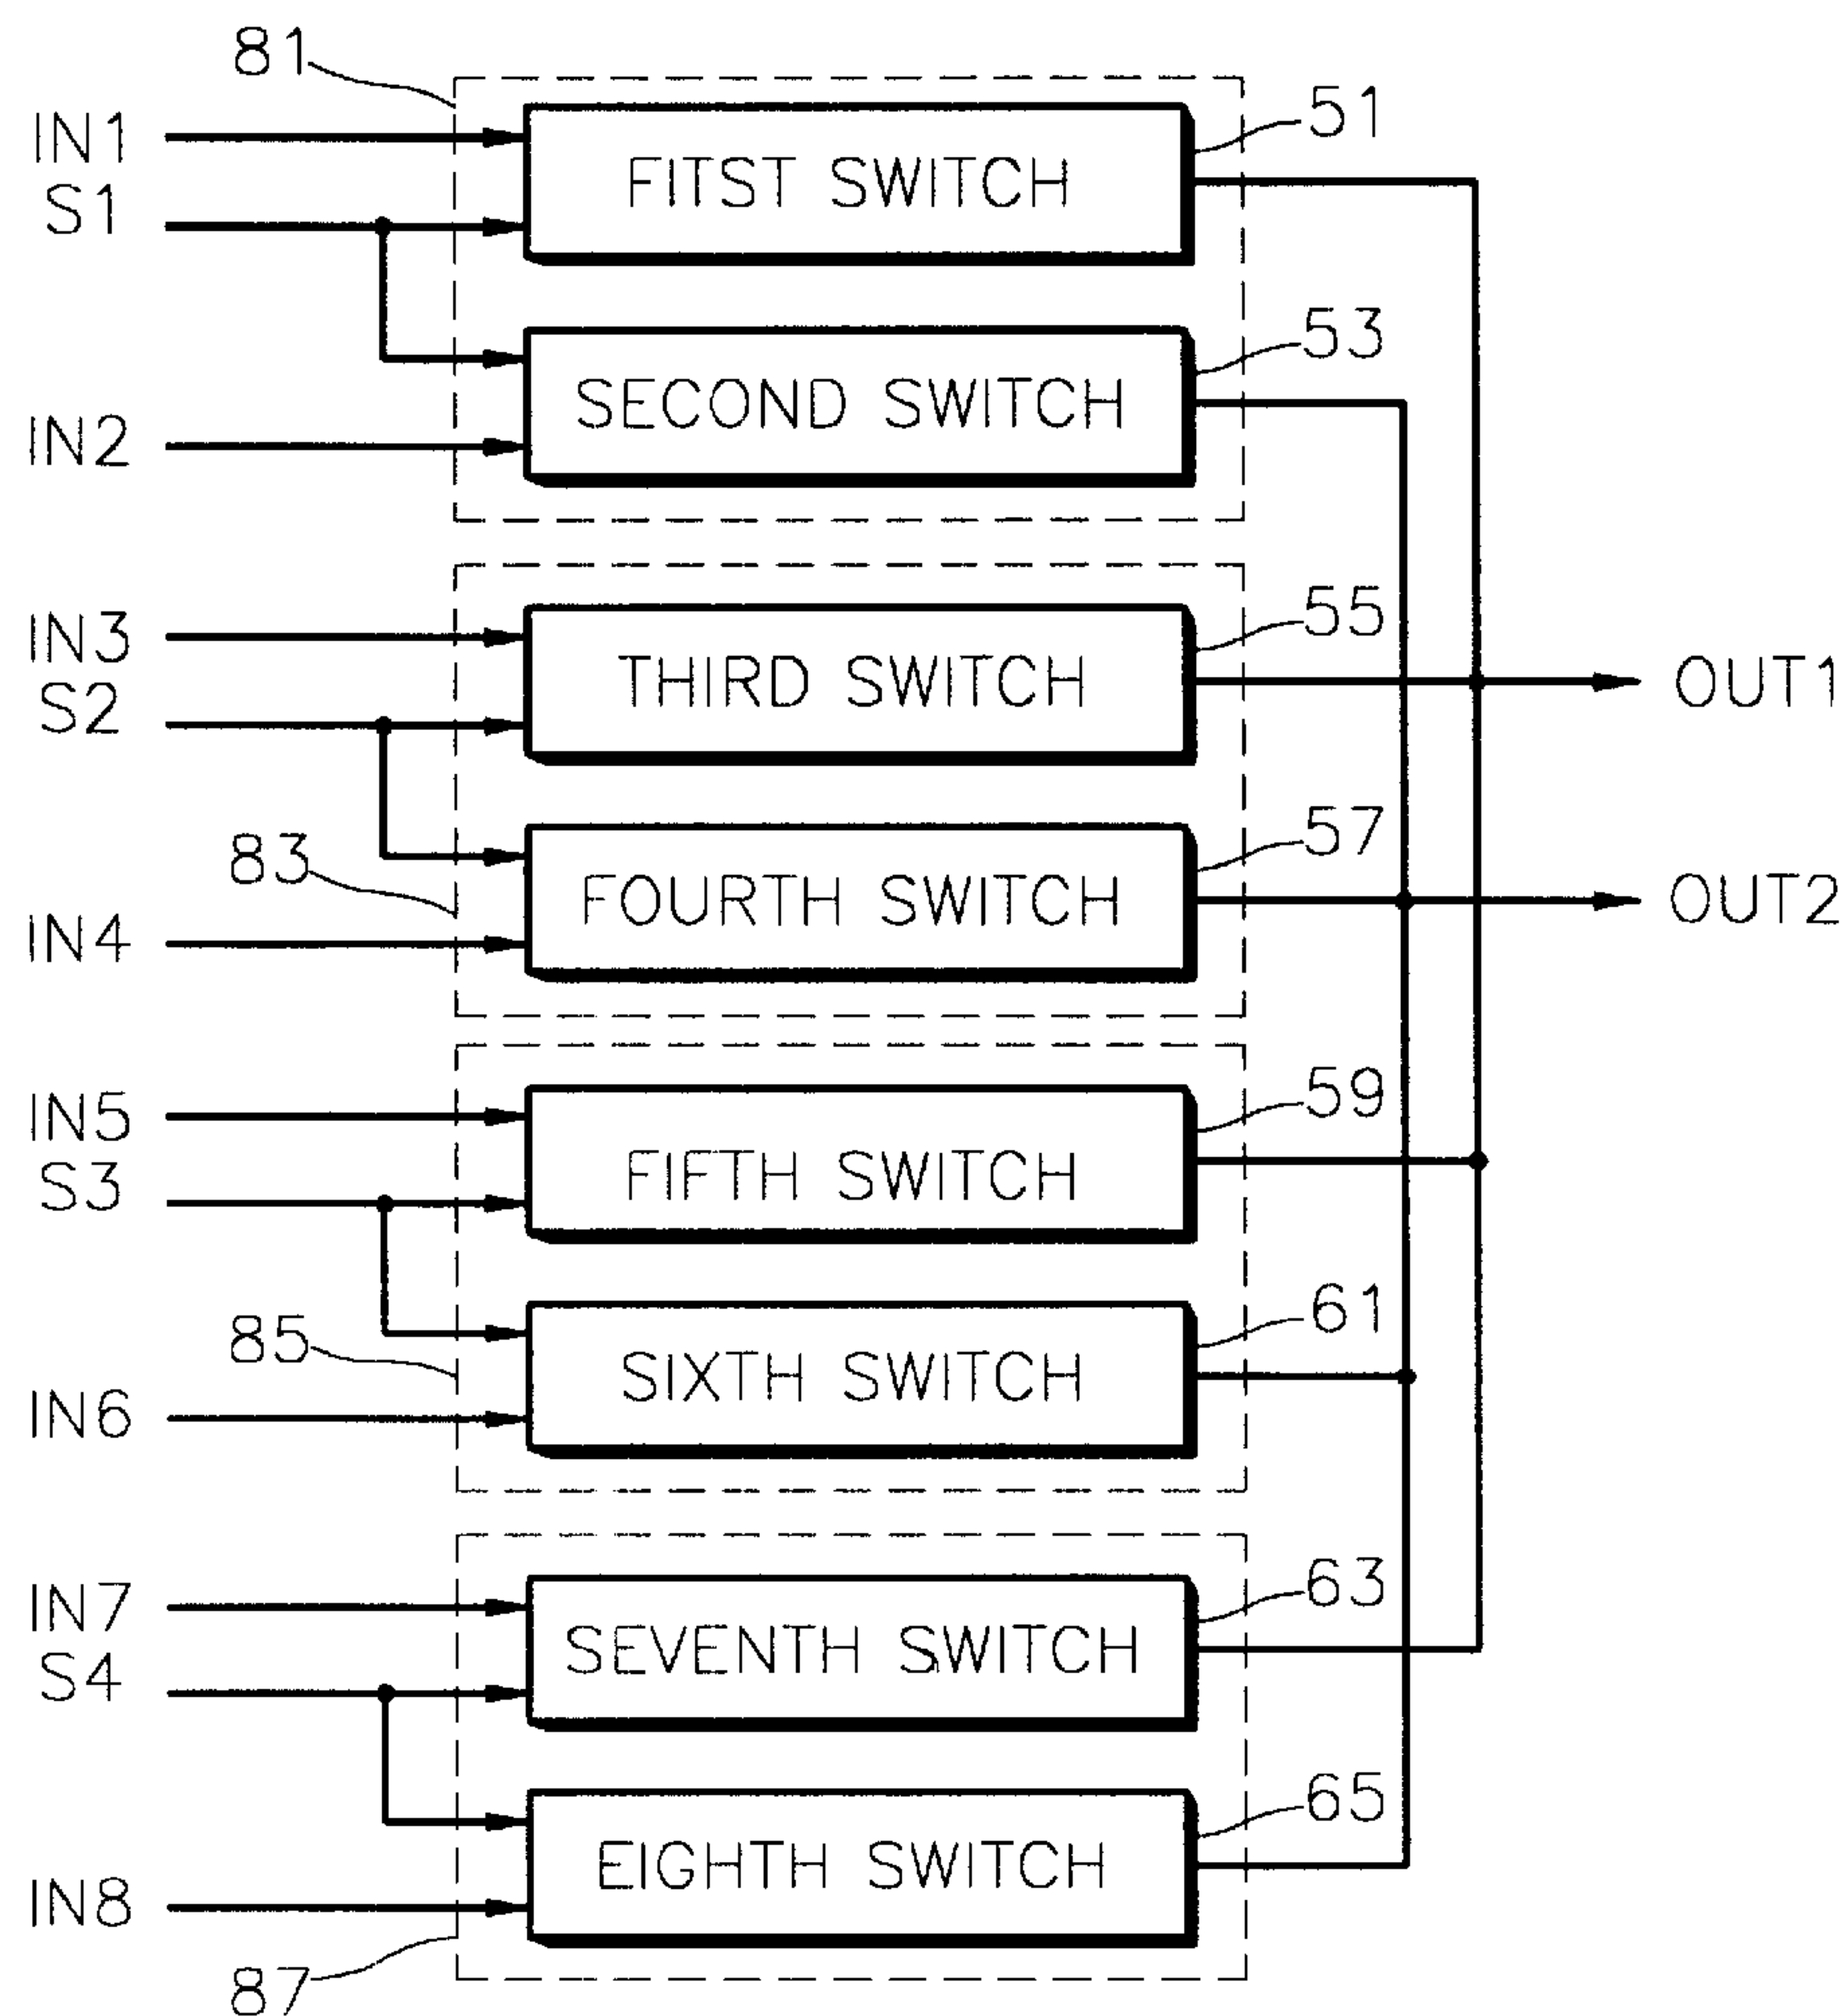 81
IN1
FITST SWITCH
51
S1
53
SECOND SWITCH
IN2
IN3
55
THIRD SWITCH
OUT1
S2
57
83
FOURTH SWITCH
OUT2
IN4
IN5
59
FIFTH SWITCH
S3
61
85
SIXTH SWITCH
IN6
IN7
63
SEVENTH SWITCH
S4
65
EIGHTH SWITCH
IN8
87